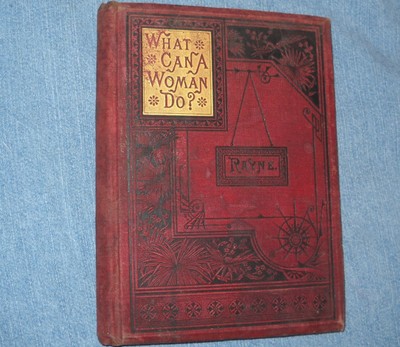 WHAT
CAN A
WOMAN
DO?
PAYNE.